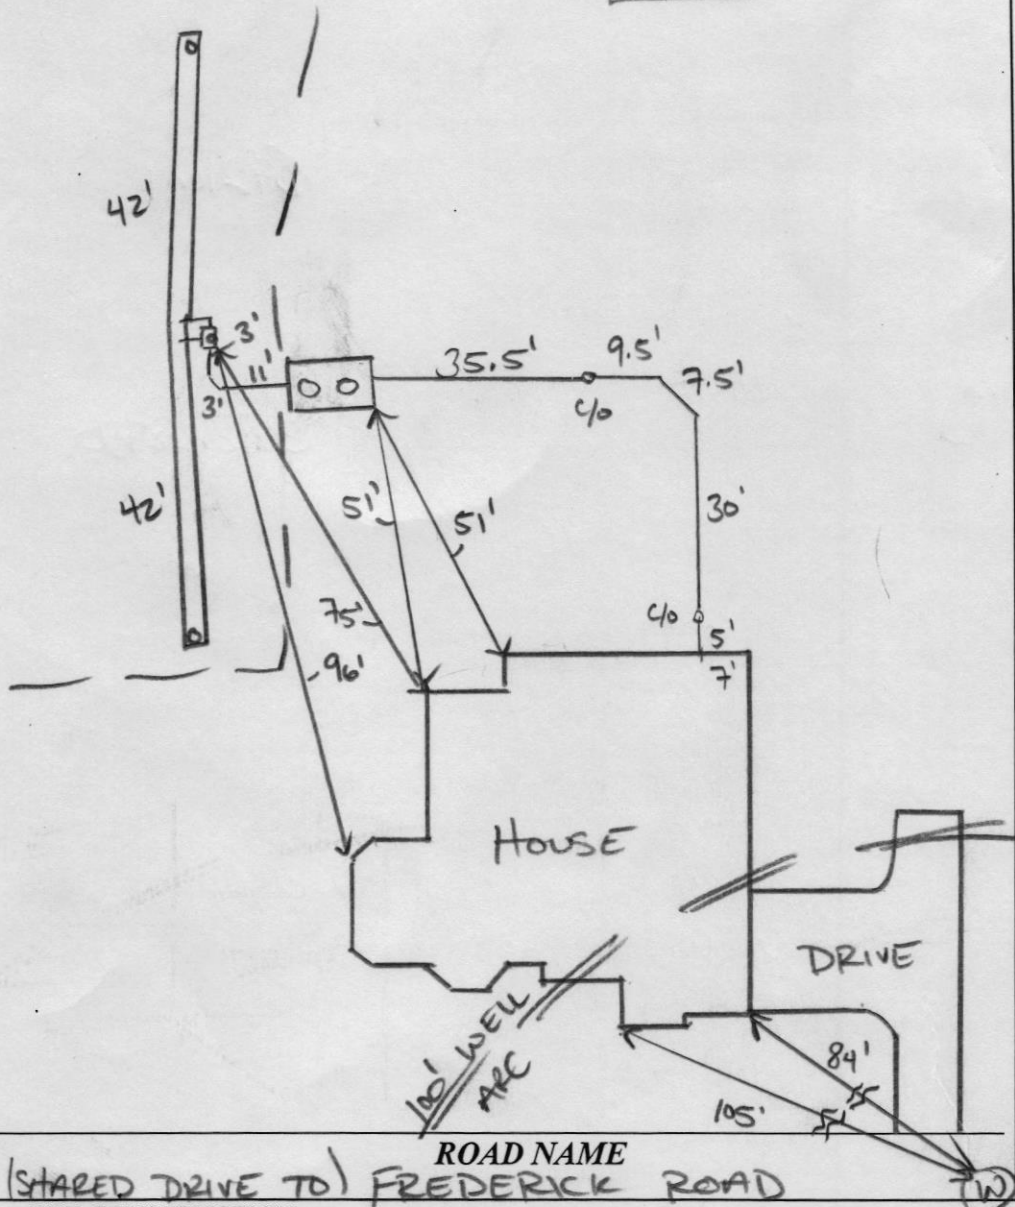 42'
3'
11'
3'
35.5'
9.5'
7.5'
c/o
42'
51'
51'
30'
c/o
5'
7'
75'
96'
HOUSE
DRIVE
100' WELL
ARC
84'
105'
ROAD NAME
(SHARED DRIVE TO) FREDERICK ROAD
W